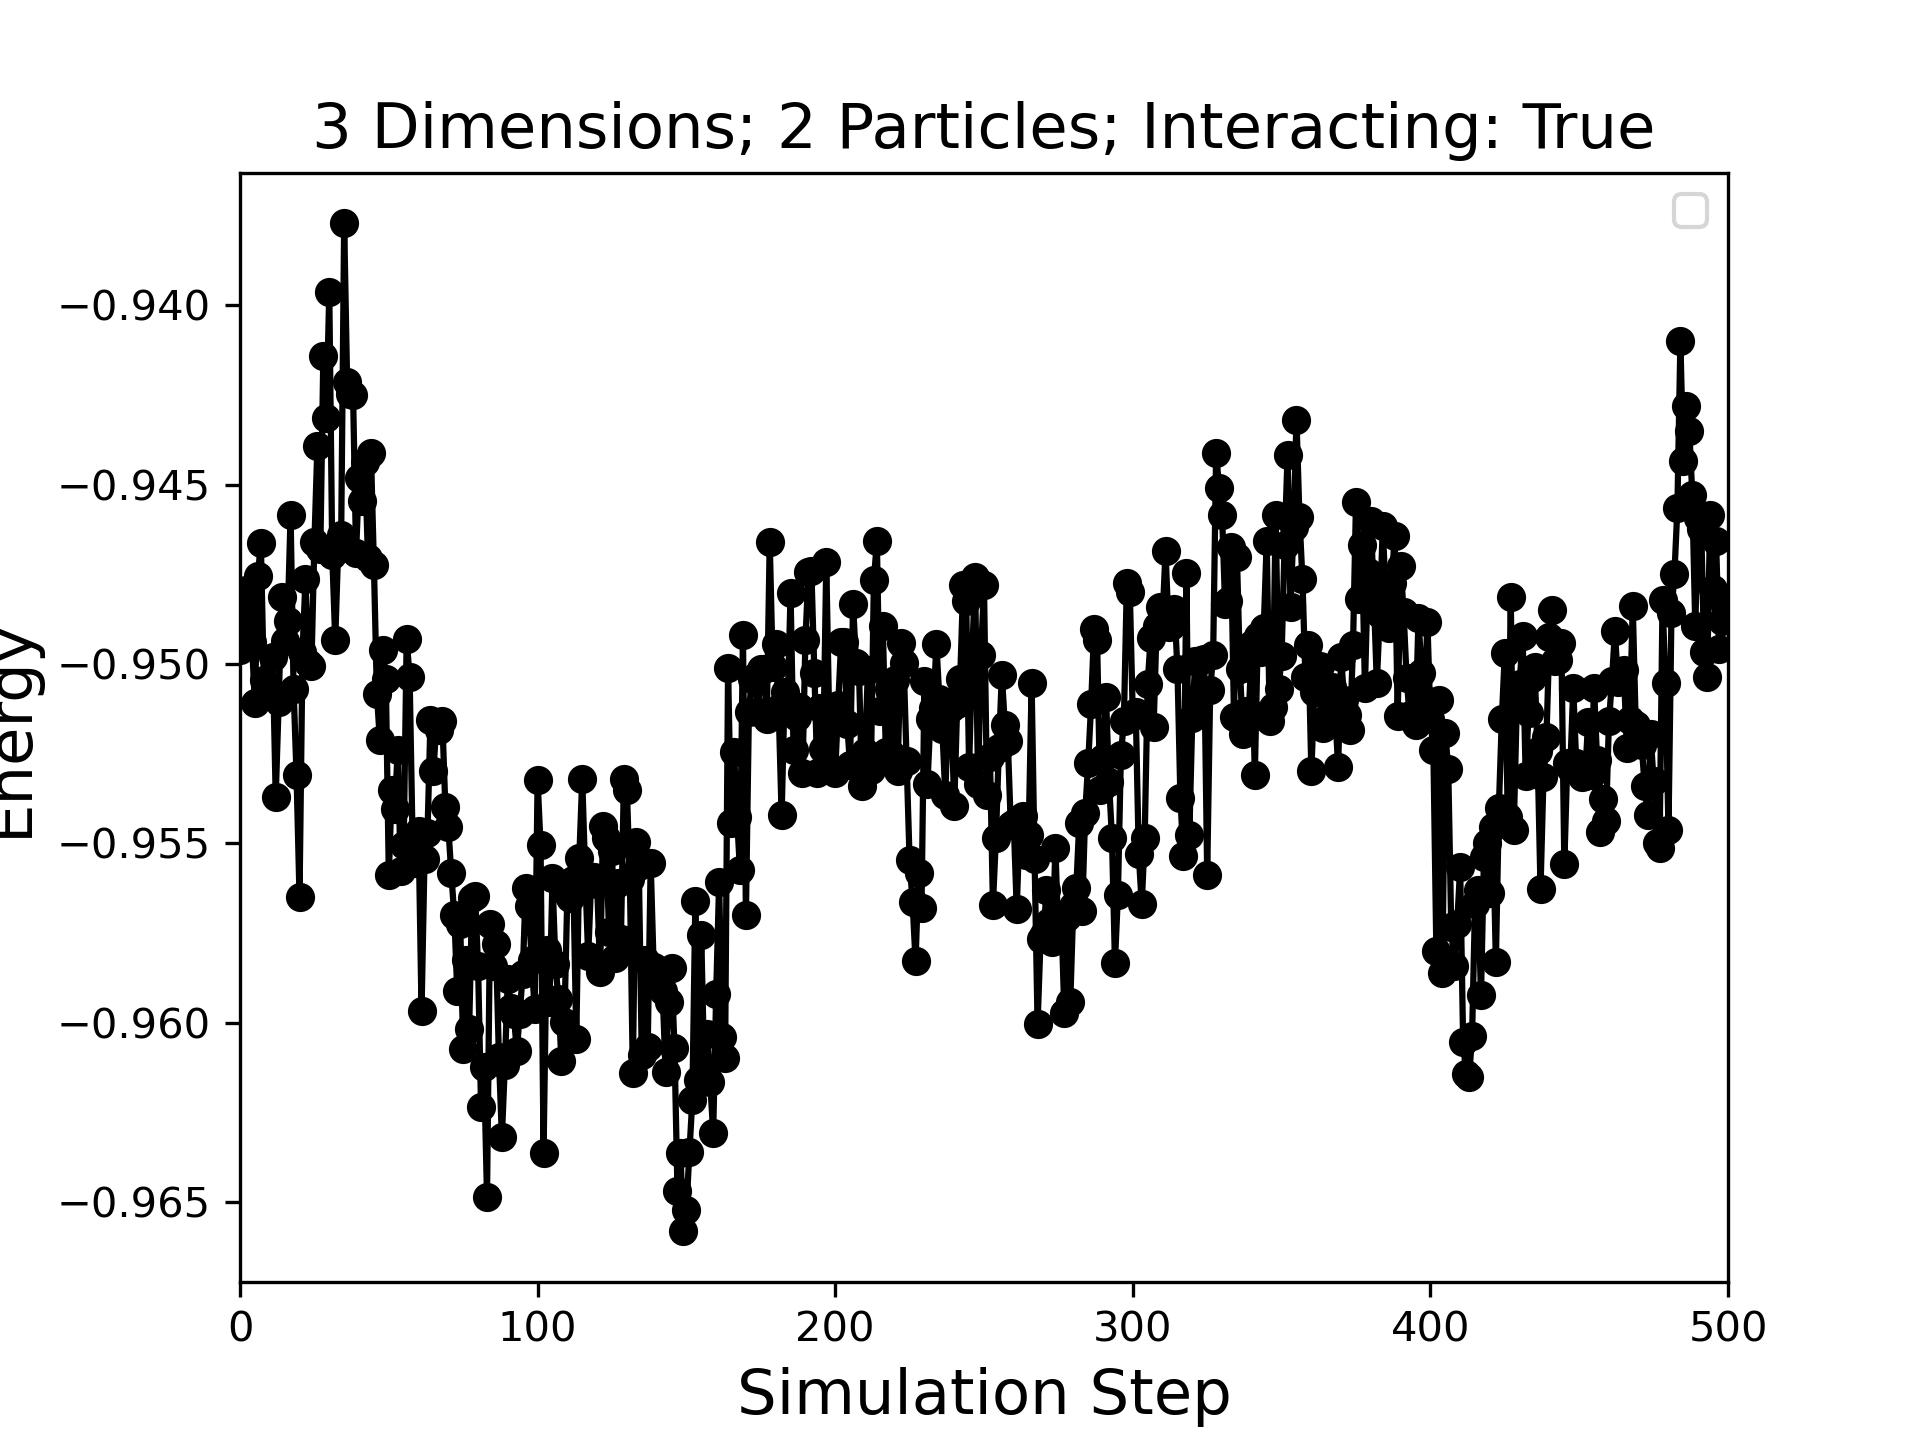 3 Dimensions; 2 Particles; Interacting: True
Energy
−0.940
−0.945
−0.950
−0.955
−0.960
−0.965
0 100 200 300 400 500
Simulation Step